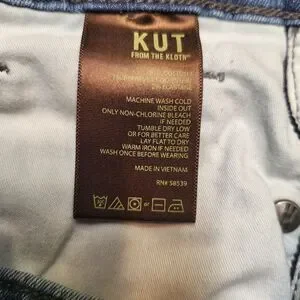 KUT
FROM THE KLOTH
MACHINE WASH COLD
INSIDE OUT
ONLY NON-CHLORINE BLEACH
IF NEEDED
TUMBLE DRY LOW
OR FOR BETTER CARE
LAY FLAT TO DRY
WARM IRON IF NEEDED
WASH ONCE BEFORE WEARING
MADE IN VIETNAM
RN# 58539
or